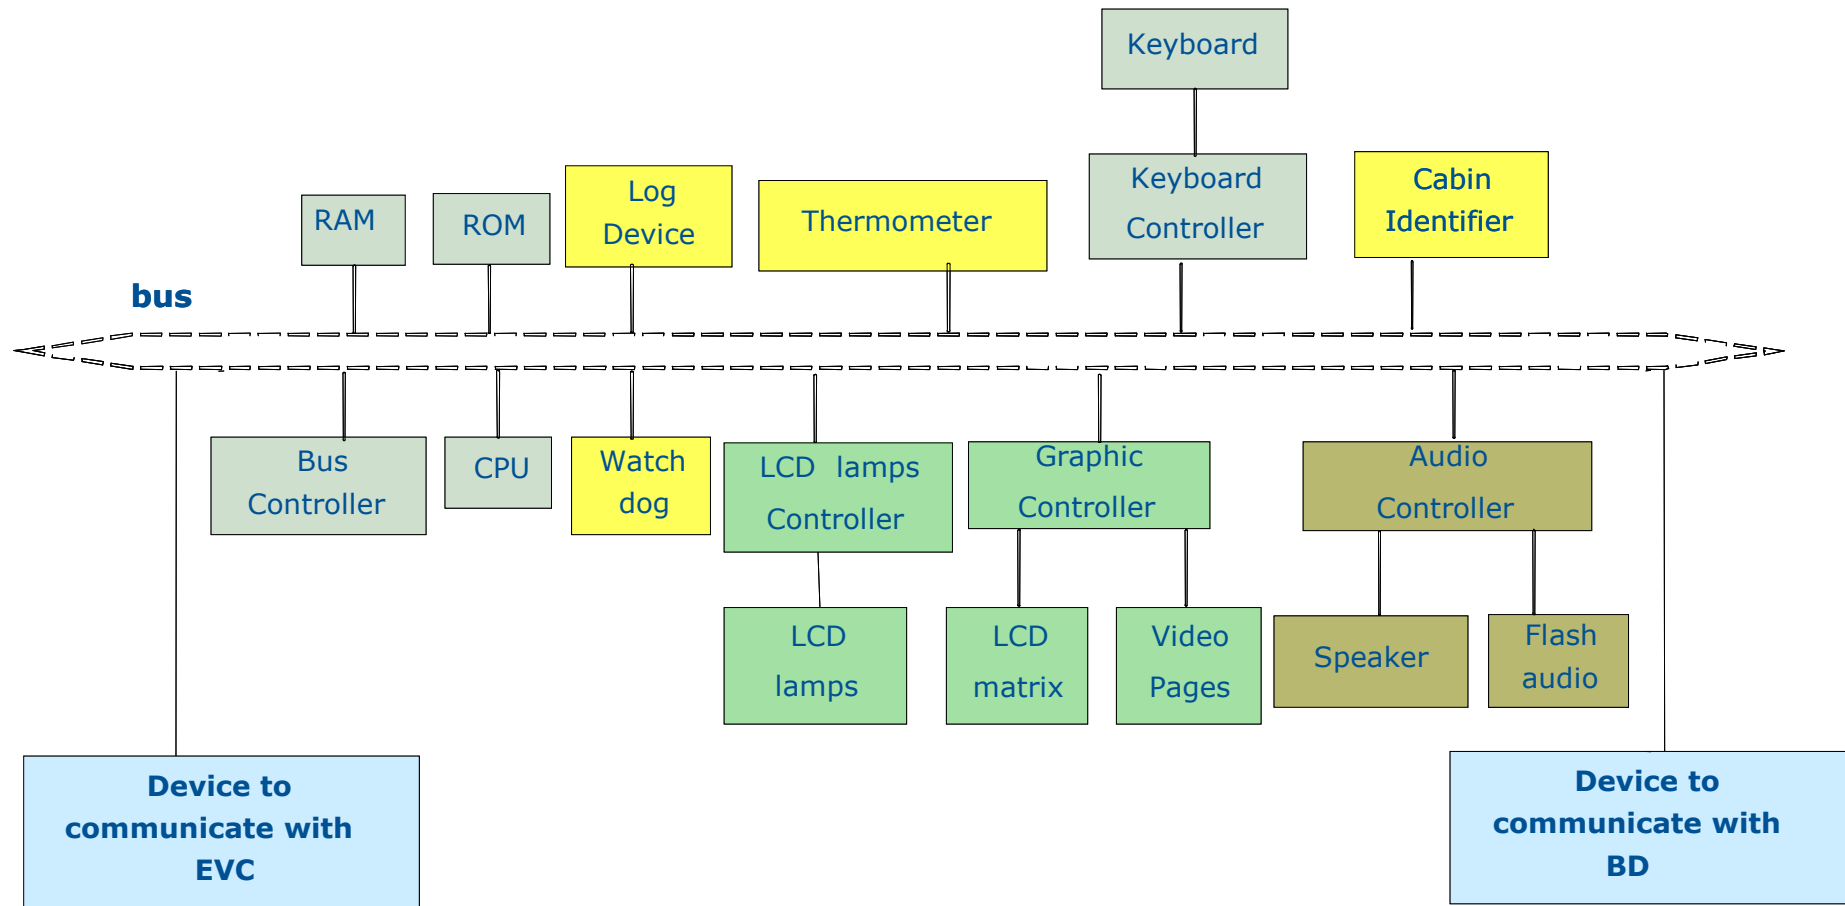 Keyboard
Keyboard
Controller
Cabin
Identifier
Log
Device
Thermometer
RAM
ROM
bus
Bus
Controller
CPU
Watch
dog
LCD lamps
Controller
Graphic
Controller
Audio
Controller
LCD
lamps
LCD
matrix
Video
Pages
Speaker
Flash
audio
Device to
communicate with
EVC
Device to
communicate with
BD